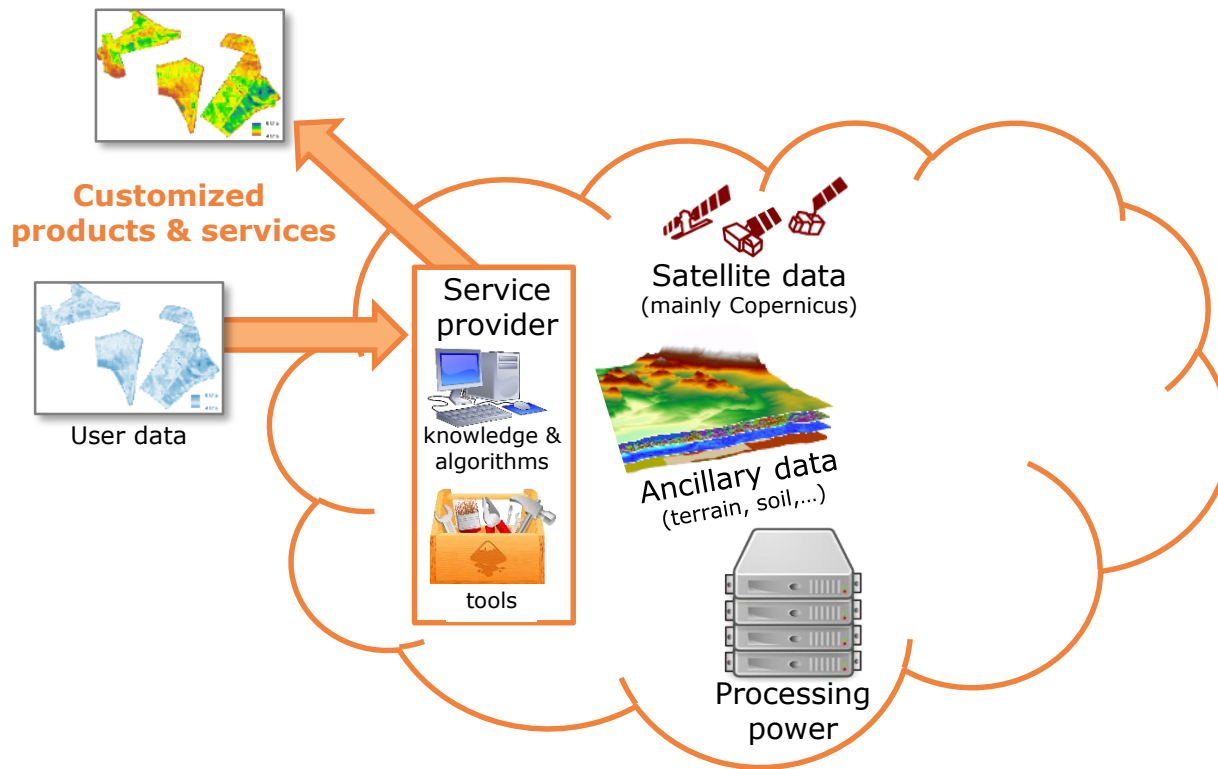 Customized
products & services
User data
Service
provider
knowledge &
algorithms
tools
Satellite data
(mainly Copernicus)
Ancillary data
(terrain, soil,...)
Processing
power